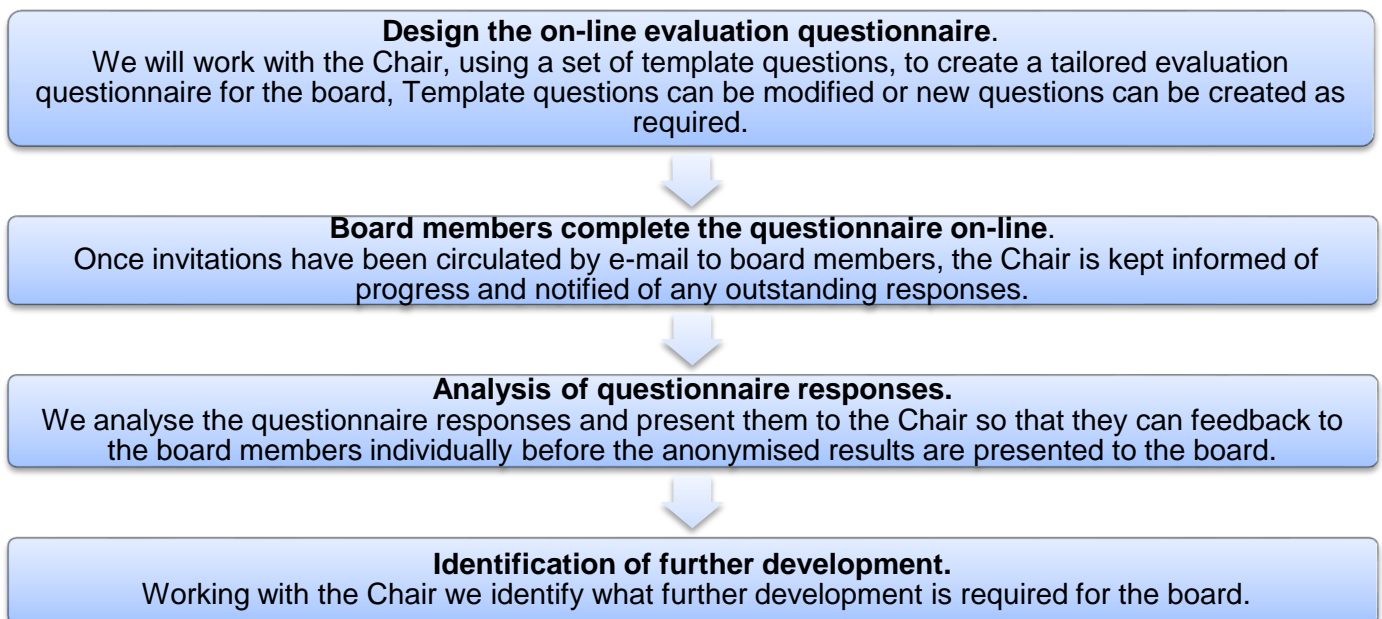 Design the on-line evaluation questionnaire.
We will work with the Chair, using a set of template questions, to create a tailored evaluation
questionnaire for the board, Template questions can be modified or new questions can be created as
required.
Board members complete the questionnaire on-line.
Once invitations have been circulated by e-mail to board members, the Chair is kept informed of
progress and notified of any outstanding responses.
Analysis of questionnaire responses.
We analyse the questionnaire responses and present them to the Chair so that they can feedback to
the board members individually before the anonymised results are presented to the board.
Identification of further development.
Working with the Chair we identify what further development is required for the board.